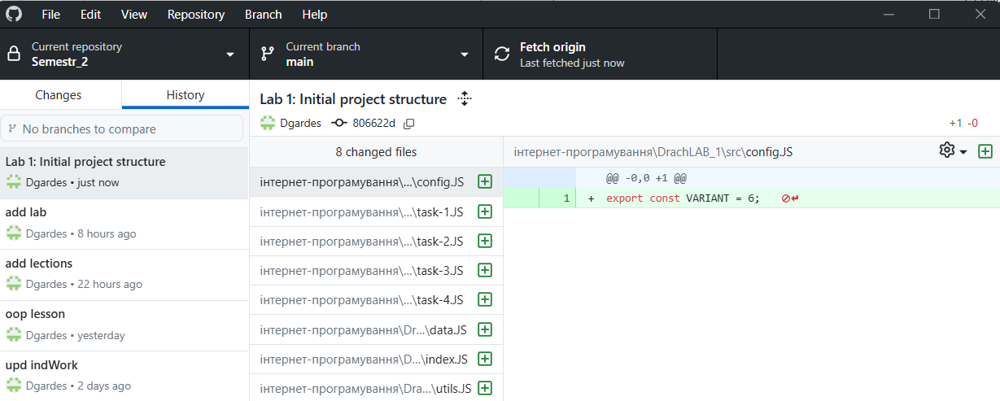 File Edit View Repository Branch Help
Current repository
Semestr_2
Current branch
main
Fetch origin
Last fetched just now
Changes
History
No branches to compare
Lab 1: Initial project structure
Dgardes • just now
add lab
Dgardes • 8 hours ago
add lections
Dgardes • 22 hours ago
oop lesson
Dgardes • yesterday
upd indWork
Dgardes • 2 days ago
Lab 1: Initial project structure
Dgardes 806622d
+1 -0
8 changed files
інтернет-програмування\...\config.JS
інтернет-програмування\...\task-1.JS
інтернет-програмування\...\task-2.JS
інтернет-програмування\...\task-3.JS
інтернет-програмування\...\task-4.JS
інтернет-програмування\Dr...\data.JS
інтернет-програмування\D...\index.JS
інтернет-програмування\Dra...\utils.JS
інтернет-програмування\DrachLAB_1\src\config.JS
@@ -0,0 +1 @@
1 + export const VARIANT = 6;